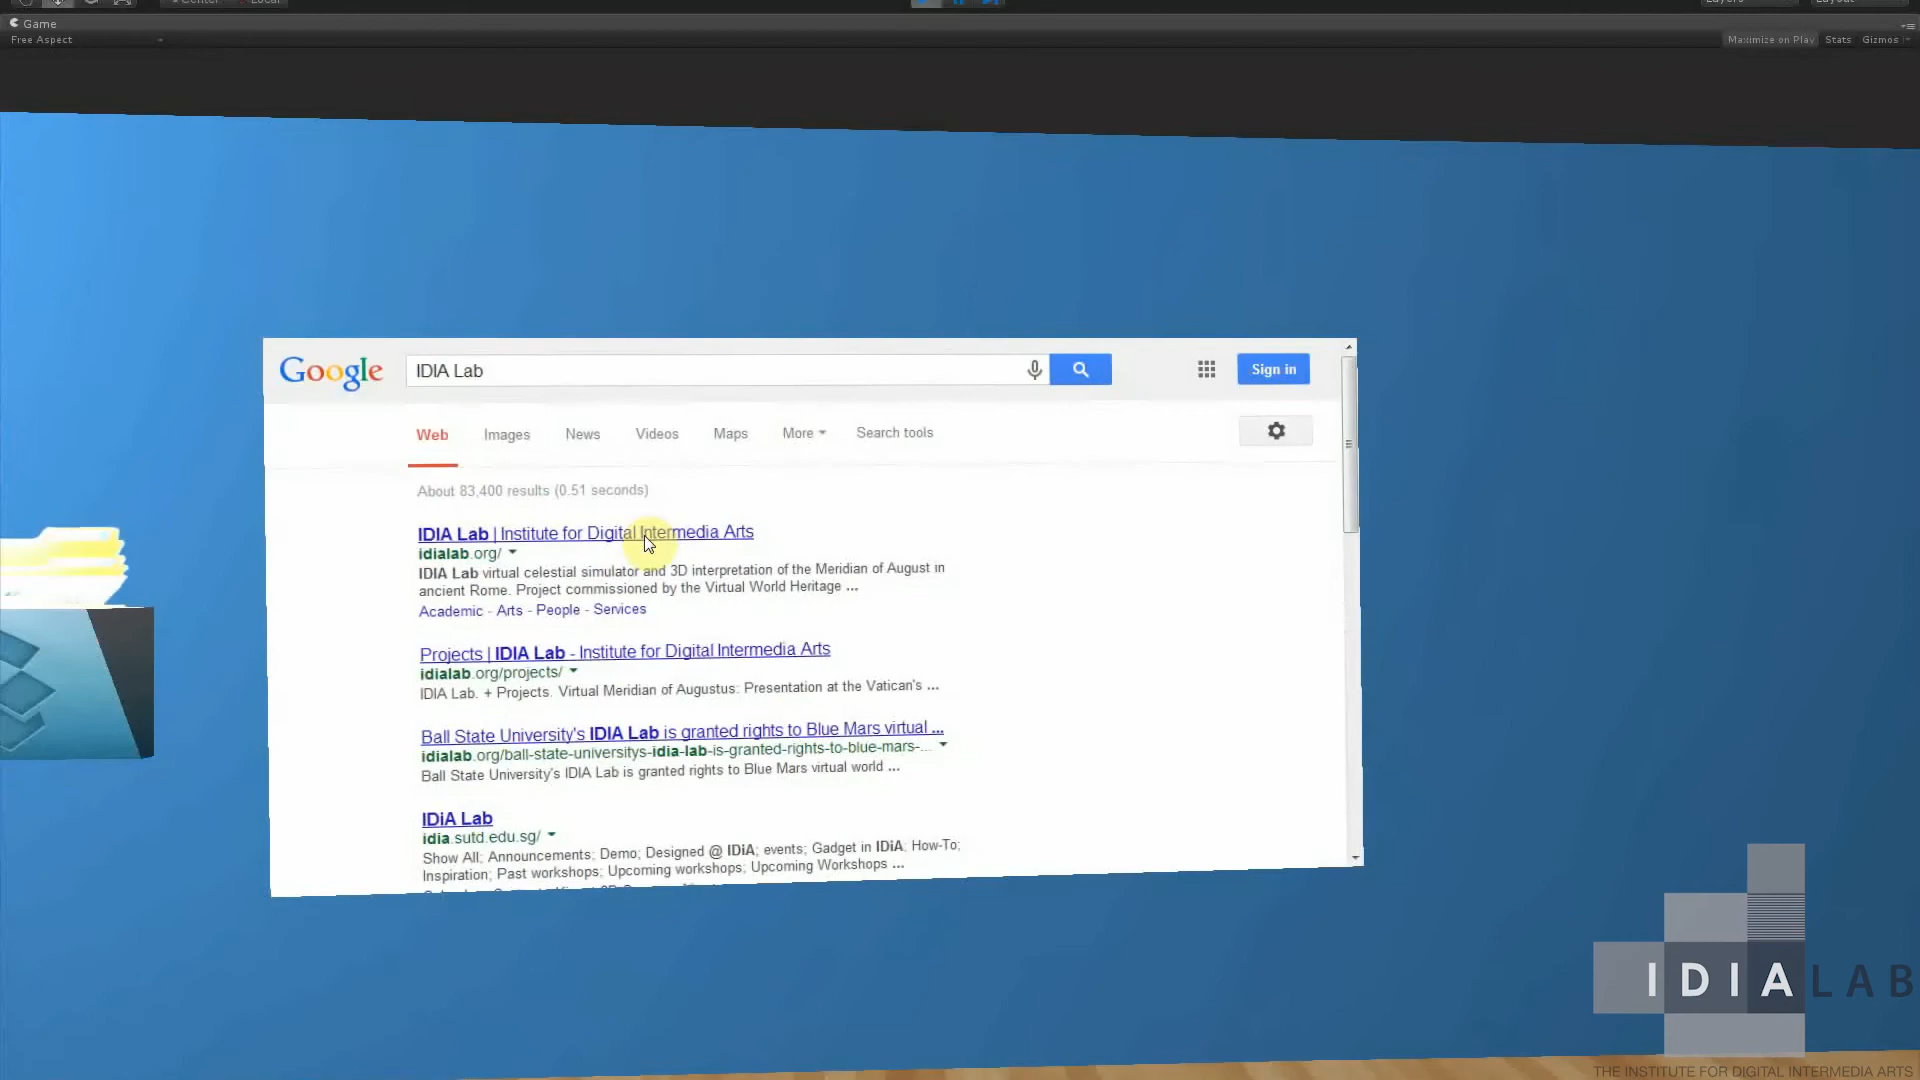 Center Local
Layers Layout
Game
Free Aspect
Maximize on Play Stats Gizmos
Google IDIA Lab Sign in
Web Images News Videos Maps More Search tools
About 83,400 results (0.51 seconds)
IDIA Lab | Institute for Digital Intermedia Arts
idialab.org/
IDIA Lab virtual celestial simulator and 3D interpretation of the Meridian of August in
ancient Rome. Project commissioned by the Virtual World Heritage ...
Academic - Arts - People - Services
Projects | IDIA Lab - Institute for Digital Intermedia Arts
idialab.org/projects/
IDIA Lab. + Projects. Virtual Meridian of Augustus: Presentation at the Vatican's ...
Ball State University's IDIA Lab is granted rights to Blue Mars virtual ...
idialab.org/ball-state-universitys-idia-lab-is-granted-rights-to-blue-mars-...
Ball State University's IDIA Lab is granted rights to Blue Mars virtual world ...
IDiA Lab
idia.sutd.edu.sg/
Show All; Announcements; Demo; Designed @ IDiA; events; Gadget in IDiA; How-To;
Inspiration; Past workshops; Upcoming workshops; Upcoming Workshops ...
IDIA LAB
THE INSTITUTE FOR DIGITAL INTERMEDIA ARTS